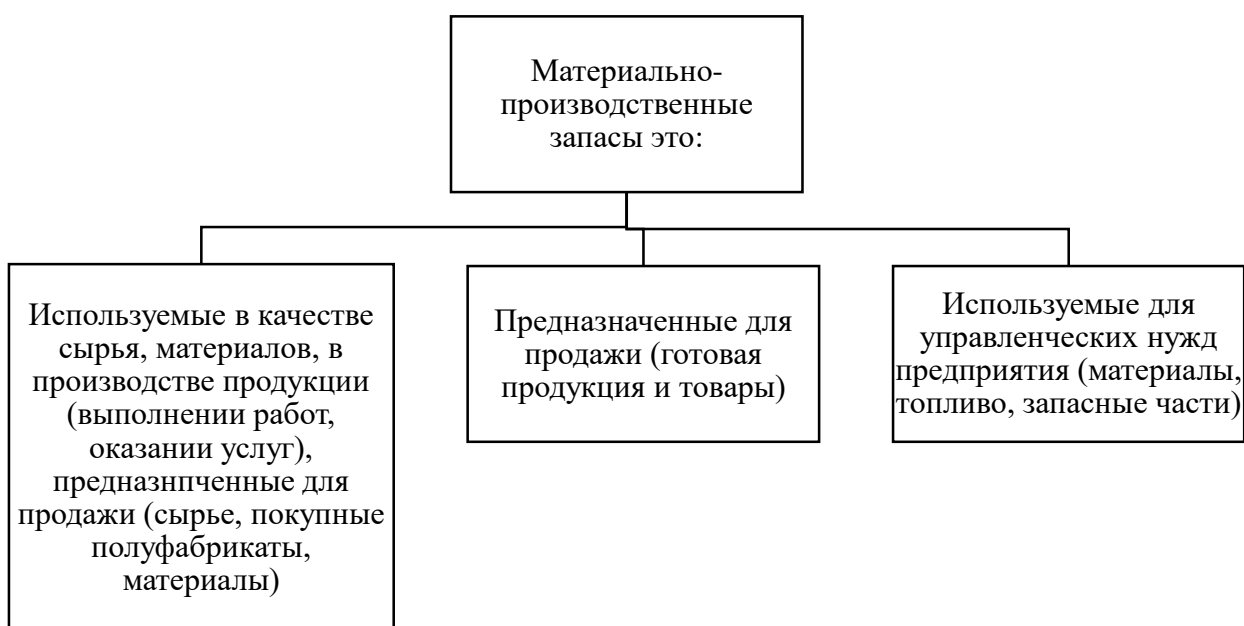 Материально-
производственные
запасы это:
Используемые в качестве
сырья, материалов, в
производстве продукции
(выполнении работ,
оказании услуг),
предназнпченные для
продажи (сырье, покупные
полуфабрикаты,
материалы)
Предназначенные для
продажи (готовая
продукция и товары)
Используемые для
управленческих нужд
предприятия (материалы,
топливо, запасные части)